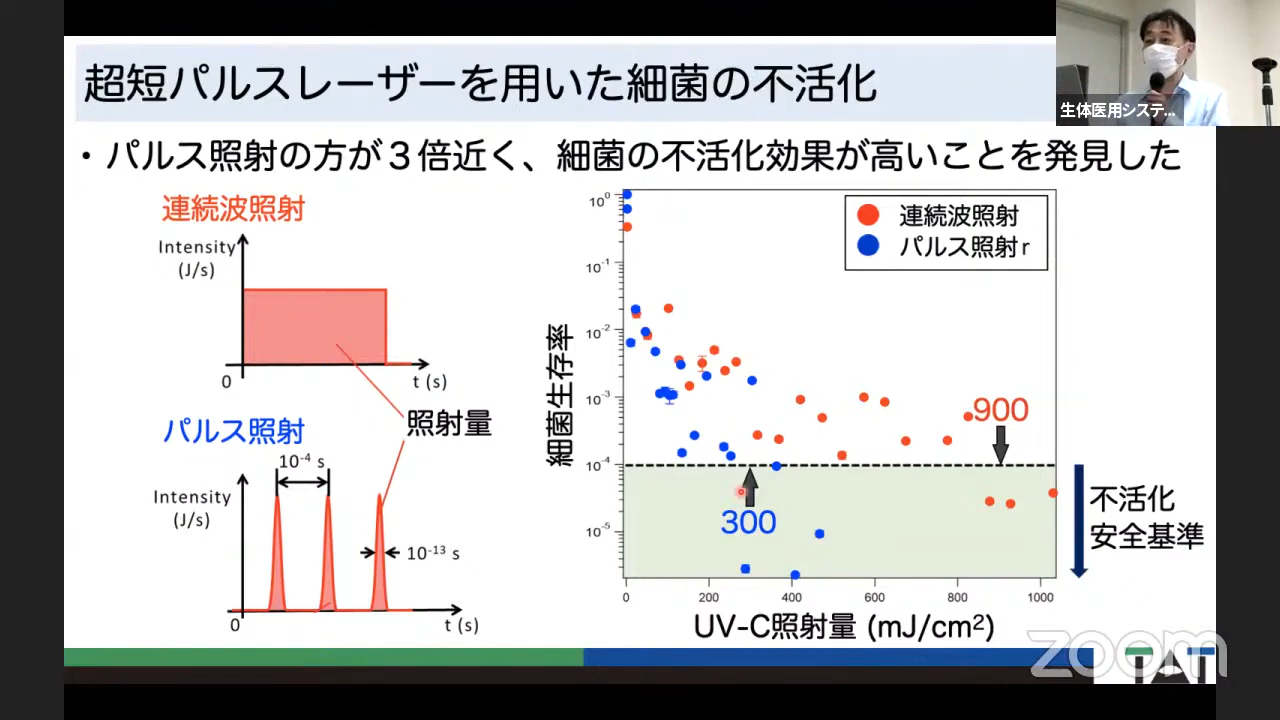 超短パルスレーザーを用いた細菌の不活化
生体医用システ...
・パルス照射の方が３倍近く、細菌の不活化効果が高いことを発見した
連続波照射
Intensity
(J/s)
0
t (s)
照射量
パルス照射
10⁻⁴ s
Intensity
(J/s)
10⁻¹³ s
0
t (s)
連続波照射
パルス照射r
細菌生存率
10⁰
10⁻¹
10⁻²
10⁻³
10⁻⁴
10⁻⁵
900
300
0 200 400 600 800 1000
UV-C照射量 (mJ/cm²)
不活化
安全基準
zoom